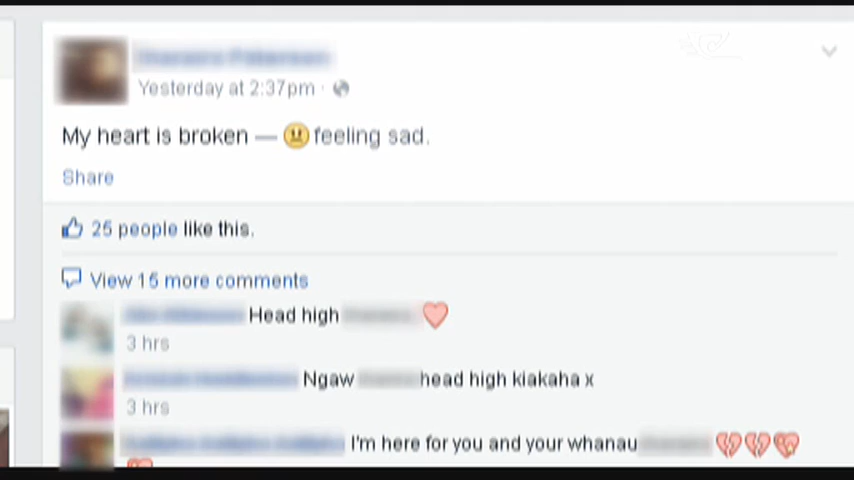 Yesterday at 2:37pm ·
My heart is broken — feeling sad.
Share
25 people like this.
View 15 more comments
Head high
3 hrs
Ngaw head high kiakaha x
3 hrs
I'm here for you and your whanau